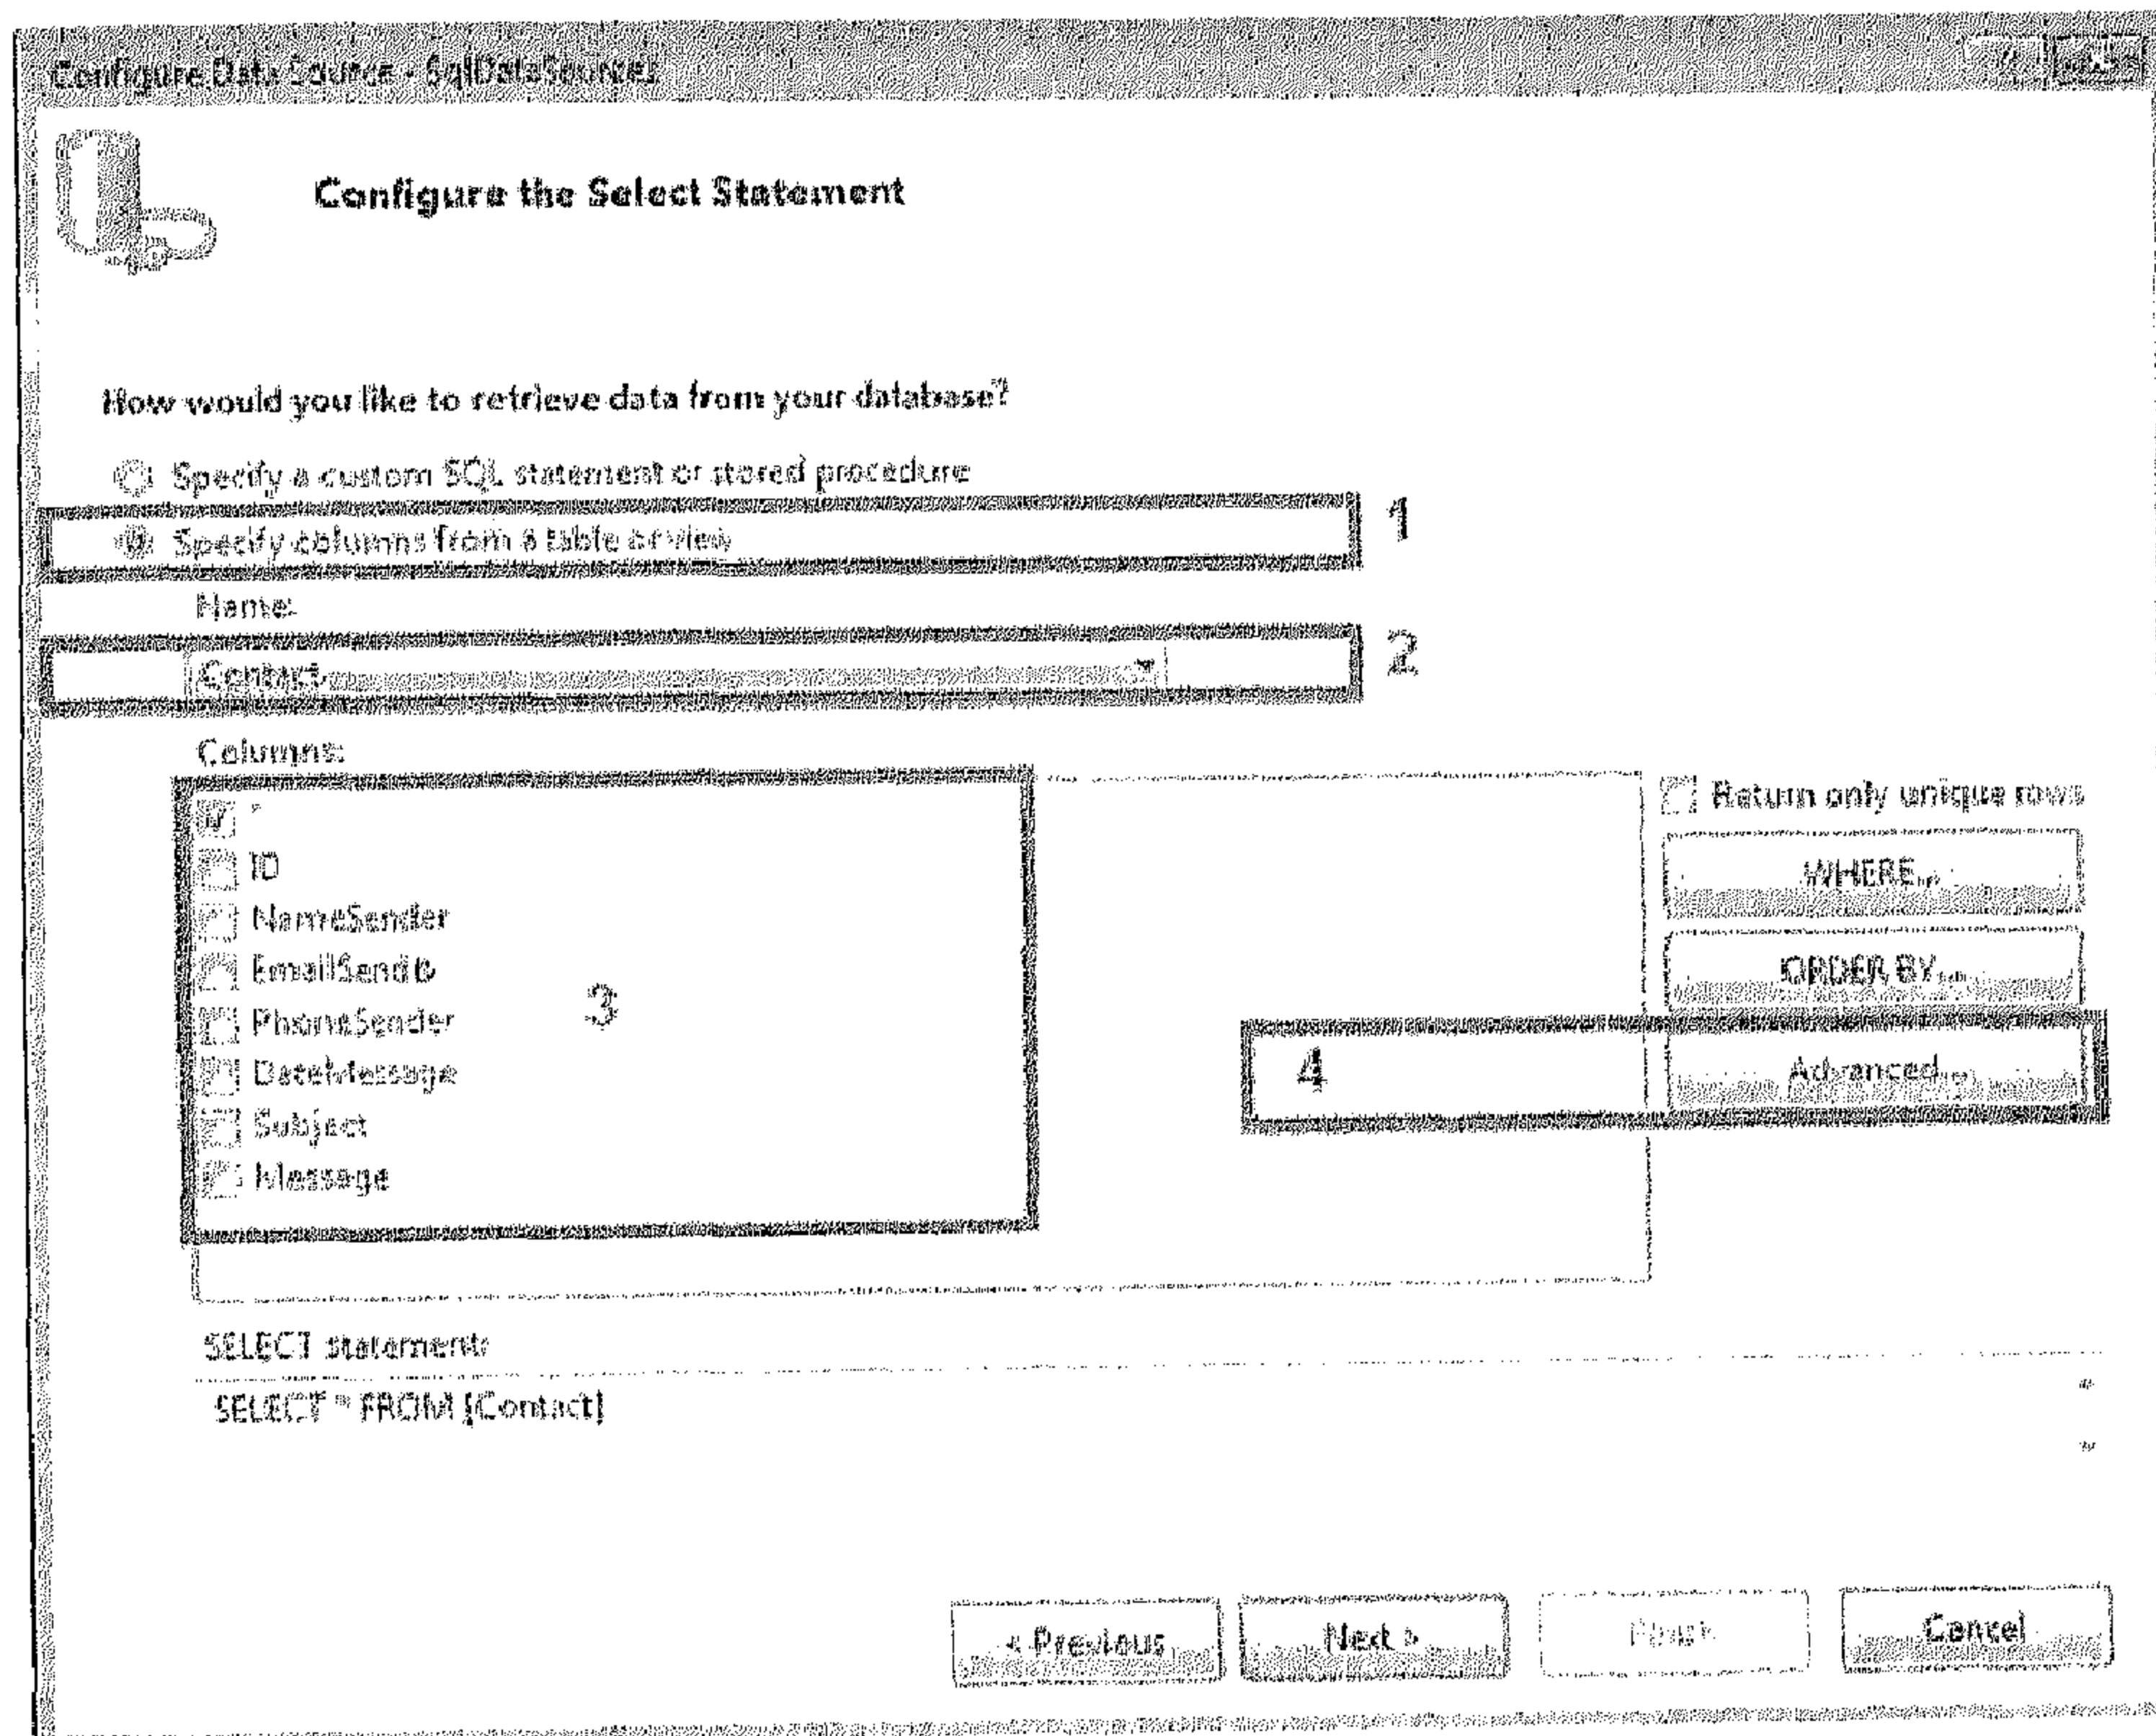 Configure Data Source - SqlDataSource1
Configure the Select Statement
How would you like to retrieve data from your database?
Specify a custom SQL statement or stored procedure
Specify columns from a table or view
1
Name:
Contact
2
Columns:
*
ID
NameSender
EmailSend
PhoneSender
DateMessage
Subject
Message
3
Return only unique rows
WHERE...
ORDER BY...
4
Advanced...
SELECT statement:
SELECT * FROM [Contact]
< Previous
Next >
Finish
Cancel